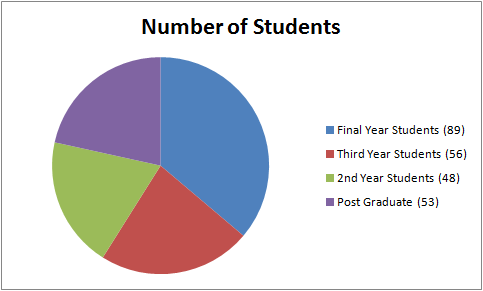 Number of Students
Final Year Students (89)
Third Year Students (56)
2nd Year Students (48)
Post Graduate (53)